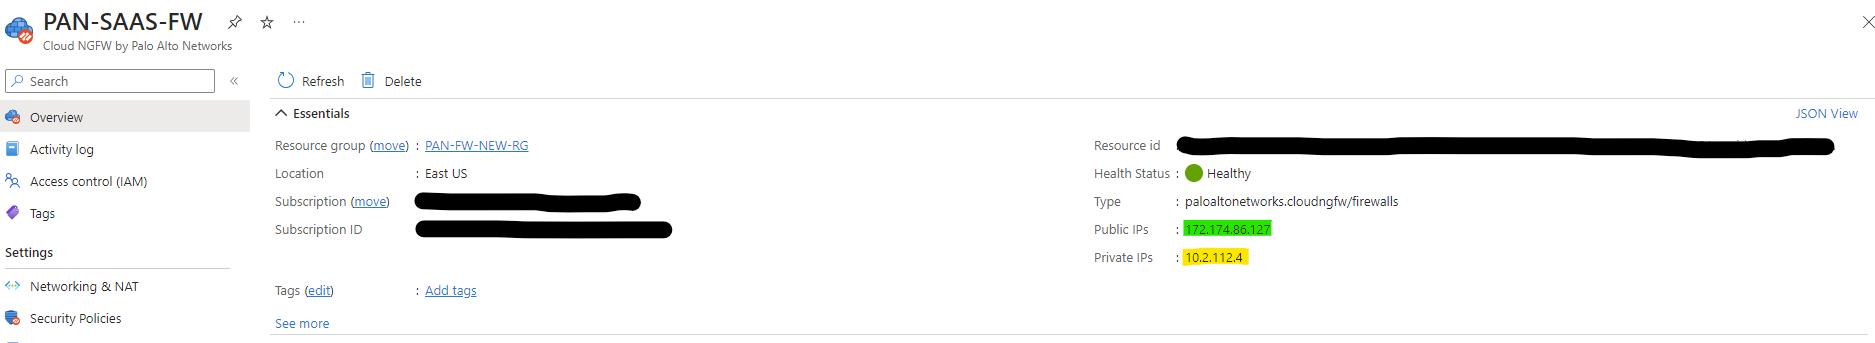 PAN-SAAS-FW
Cloud NGFW by Palo Alto Networks
Search
Overview
Activity log
Access control (IAM)
Tags
Settings
Networking & NAT
Security Policies
Refresh
Delete
Essentials
JSON View
Resource group (move) : PAN-FW-NEW-RG
Location : East US
Subscription (move) :
Subscription ID :
Tags (edit) : Add tags
See more
Resource id :
Health Status : Healthy
Type : paloaltonetworks.cloudngfw/firewalls
Public IPs : 172.174.86.127
Private IPs : 10.2.112.4